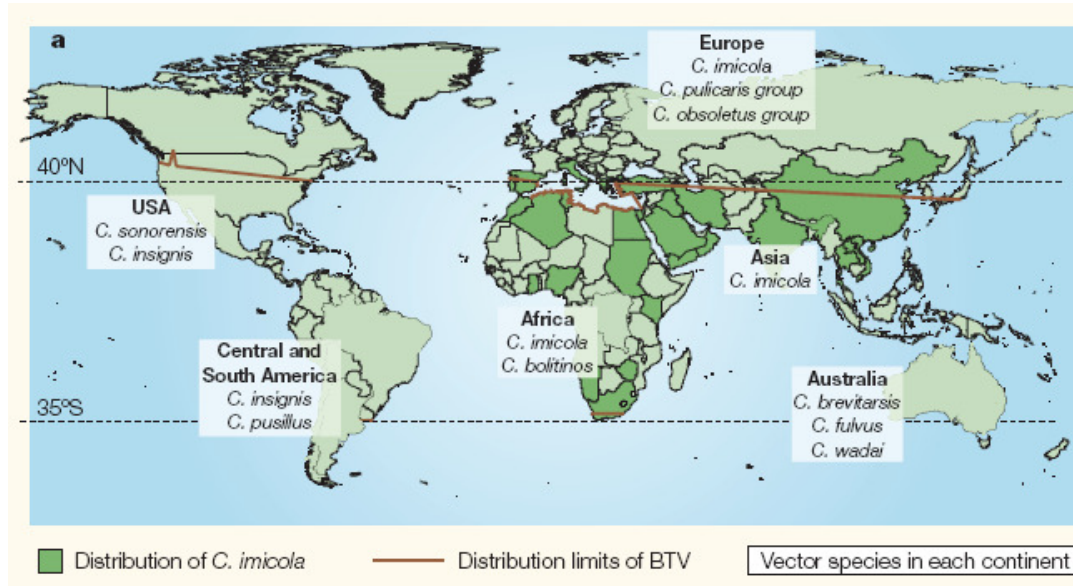 a
Europe
C. imicola
C. pulicaris group
C. obsoletus group
40ºN
USA
C. sonorensis
C. insignis
Asia
C. imicola
Africa
C. imicola
C. bolitinos
Central and
South America
C. insignis
C. pusillus
Australia
C. brevitarsis
C. fulvus
C. wadai
35ºS
Distribution of C. imicola
Distribution limits of BTV
Vector species in each continent